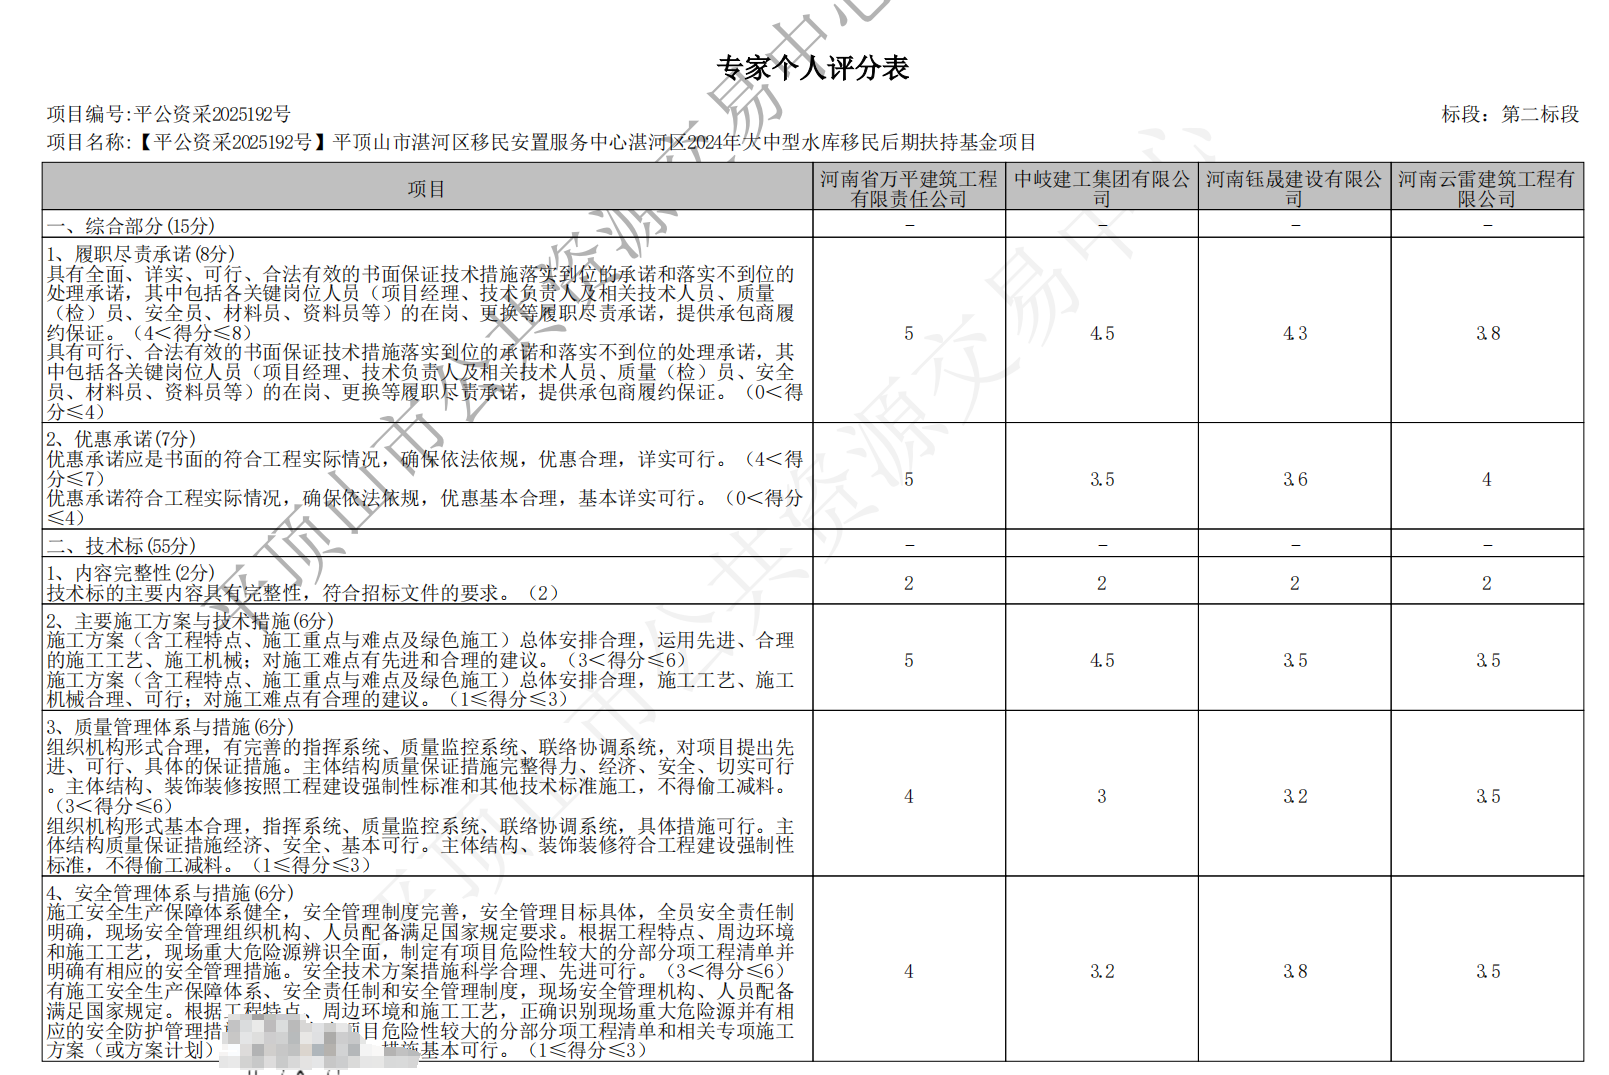 专家个人评分表
项目编号:平公资采2025192号
标段：第二标段
项目名称:【平公资采2025192号】平顶山市湛河区移民安置服务中心湛河区2024年大中型水库移民后期扶持基金项目
项目
河南省万平建筑工程有限责任公司
中岐建工集团有限公司
河南钰晟建设有限公司
河南云雷建筑工程有限公司
一、综合部分(15分) - - - -
1、履职尽责承诺(8分)
具有全面、详实、可行、合法有效的书面保证技术措施落实到位的承诺和落实不到位的
处理承诺，其中包括各关键岗位人员（项目经理、技术负责人及相关技术人员、质量
（检）员、安全员、材料员、资料员等）的在岗、更换等履职尽责承诺，提供承包商履
约保证。（4＜得分≤8）
具有可行、合法有效的书面保证技术措施落实到位的承诺和落实不到位的处理承诺，其
中包括各关键岗位人员（项目经理、技术负责人及相关技术人员、质量（检）员、安全
员、材料员、资料员等）的在岗、更换等履职尽责承诺，提供承包商履约保证。（0＜得
分≤4）
5 4.5 4.3 3.8
2、优惠承诺(7分)
优惠承诺应是书面的符合工程实际情况，确保依法依规，优惠合理，详实可行。（4＜得
分≤7）
优惠承诺符合工程实际情况，确保依法依规，优惠基本合理，基本详实可行。（0＜得分
≤4）
5 3.5 3.6 4
二、技术标(55分) - - - -
1、内容完整性(2分)
技术标的主要内容具有完整性，符合招标文件的要求。（2）
2 2 2 2
2、主要施工方案与技术措施(6分)
施工方案（含工程特点、施工重点与难点及绿色施工）总体安排合理，运用先进、合理
的施工工艺、施工机械；对施工难点有先进和合理的建议。（3＜得分≤6）
施工方案（含工程特点、施工重点与难点及绿色施工）总体安排合理，施工工艺、施工
机械合理、可行；对施工难点有合理的建议。（1≤得分≤3）
5 4.5 3.5 3.5
3、质量管理体系与措施(6分)
组织机构形式合理，有完善的指挥系统、质量监控系统、联络协调系统，对项目提出先
进、可行、具体的保证措施。主体结构质量保证措施完整得力、经济、安全、切实可行
。主体结构、装饰装修按照工程建设强制性标准和其他技术标准施工，不得偷工减料。
（3＜得分≤6）
组织机构形式基本合理，指挥系统、质量监控系统、联络协调系统，具体措施可行。主
体结构质量保证措施经济、安全、基本可行。主体结构、装饰装修符合工程建设强制性
标准，不得偷工减料。（1≤得分≤3）
4 3 3.2 3.5
4、安全管理体系与措施(6分)
施工安全生产保障体系健全，安全管理制度完善，安全管理目标具体，全员安全责任制
明确，现场安全管理组织机构、人员配备满足国家规定要求。根据工程特点、周边环境
和施工工艺，现场重大危险源辨识全面，制定有项目危险性较大的分部分项工程清单并
明确有相应的安全管理措施。安全技术方案措施科学合理、先进可行。（3＜得分≤6）
有施工安全生产保障体系、安全责任制和安全管理制度，现场安全管理机构、人员配备
满足国家规定。根据工程特点、周边环境和施工工艺，正确识别现场重大危险源并有相
应的安全防护管理措 项目危险性较大的分部分项工程清单和相关专项施工
方案（或方案计划） 措施基本可行。（1≤得分≤3）
4 3.2 3.8 3.5
平顶山市公共资源交易中心
平顶山市公共资源交易中心